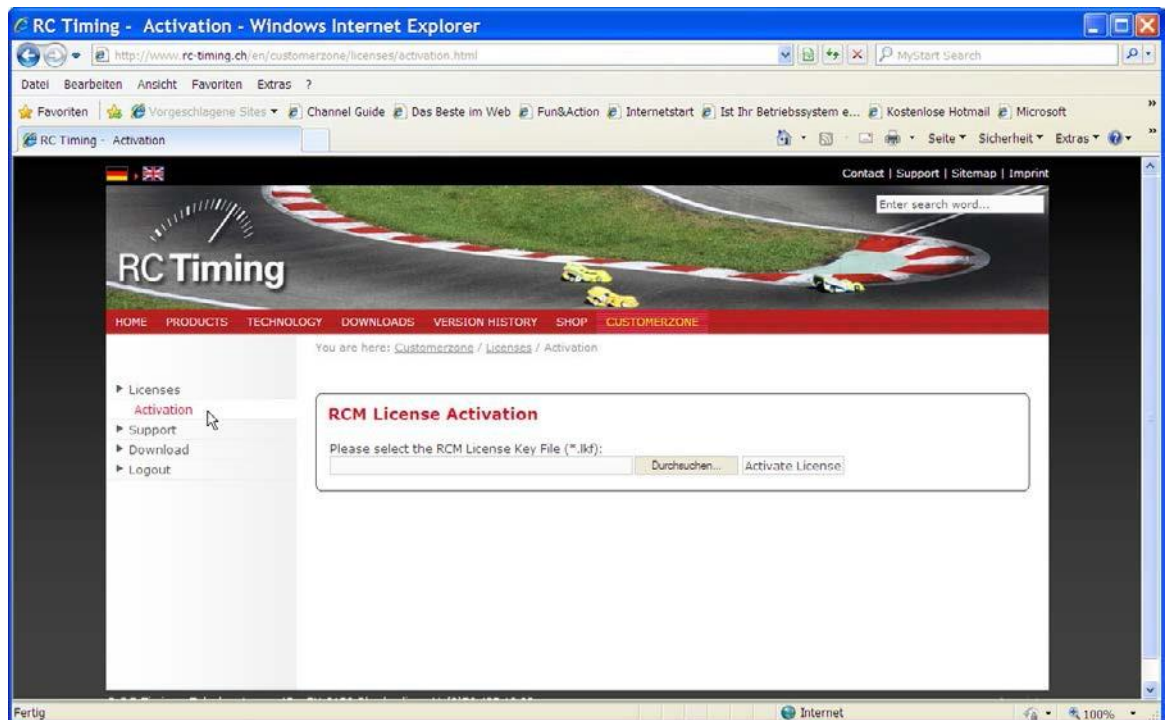 RC Timing - Activation - Windows Internet Explorer
http://www.rc-timing.ch/en/customerzone/licenses/activation.html
MyStart Search
Datei Bearbeiten Ansicht Favoriten Extras ?
Favoriten Vorgeschlagene Sites Channel Guide Das Beste im Web Fun&Action Internetstart Ist Ihr Betriebssystem e... Kostenlose Hotmail Microsoft
RC Timing - Activation
Seite Sicherheit Extras
Contact | Support | Sitemap | Imprint
Enter search word...
RC Timing
HOME PRODUCTS TECHNOLOGY DOWNLOADS VERSION HISTORY SHOP CUSTOMERZONE
You are here: Customerzone / Licenses / Activation
Licenses
Activation
Support
Download
Logout
RCM License Activation
Please select the RCM License Key File (*.lkf):
Durchsuchen... Activate License
Fertig
Internet
100%